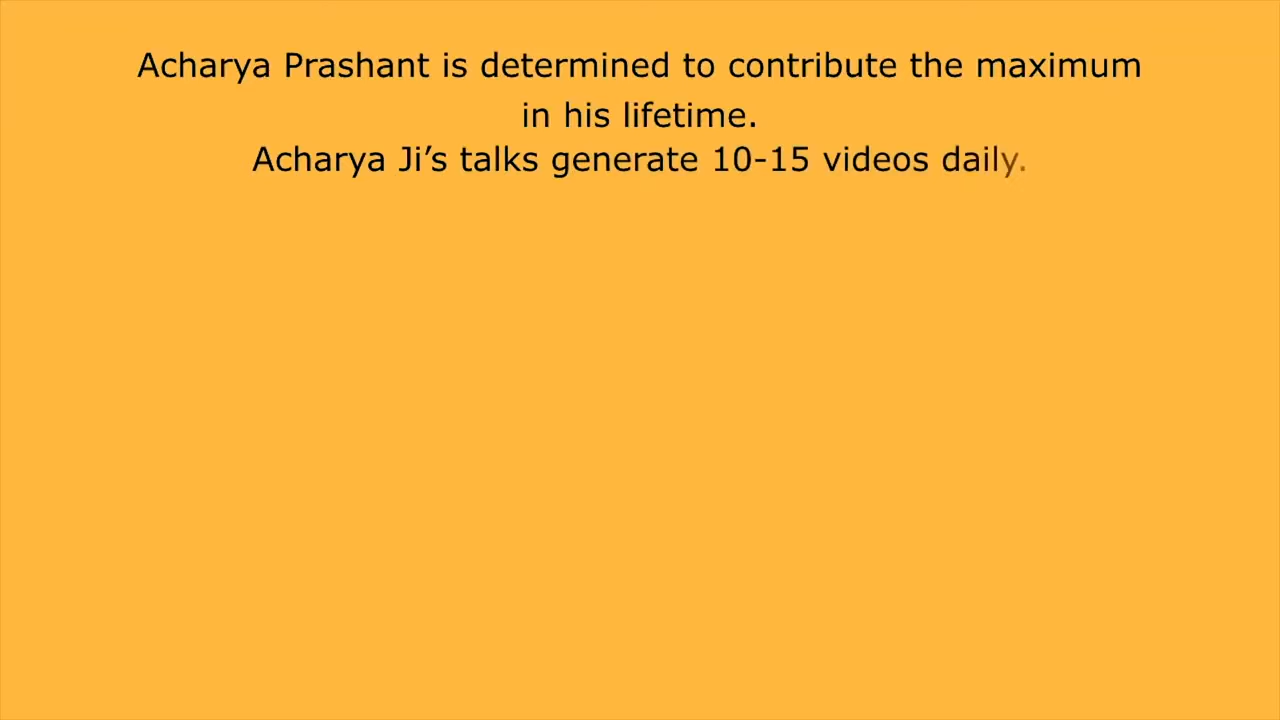 Acharya Prashant is determined to contribute the maximum
in his lifetime.
Acharya Ji’s talks generate 10-15 videos daily.